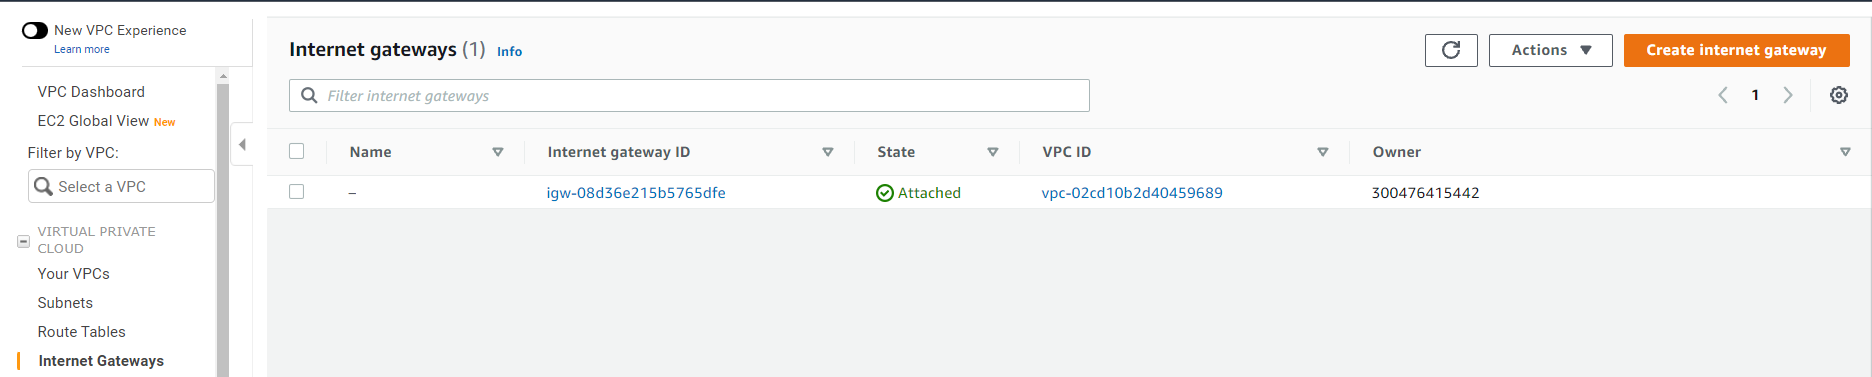 New VPC Experience
Learn more
VPC Dashboard
EC2 Global View New
Filter by VPC:
Select a VPC
VIRTUAL PRIVATE
CLOUD
Your VPCs
Subnets
Route Tables
Internet Gateways
Internet gateways (1) Info
Actions
Create internet gateway
Filter internet gateways
1
Name Internet gateway ID State VPC ID Owner
– igw-08d36e215b5765dfe Attached vpc-02cd10b2d40459689 300476415442